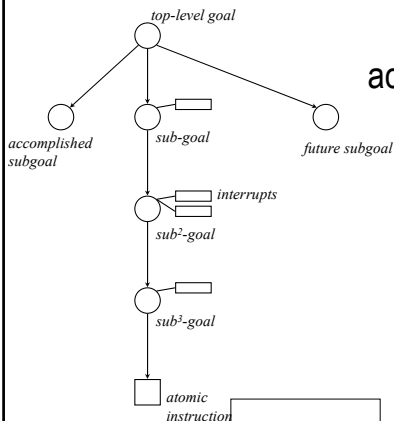 top-level goal
ac
accomplished
subgoal
sub-goal
future subgoal
interrupts
sub²-goal
sub³-goal
atomic
instruction